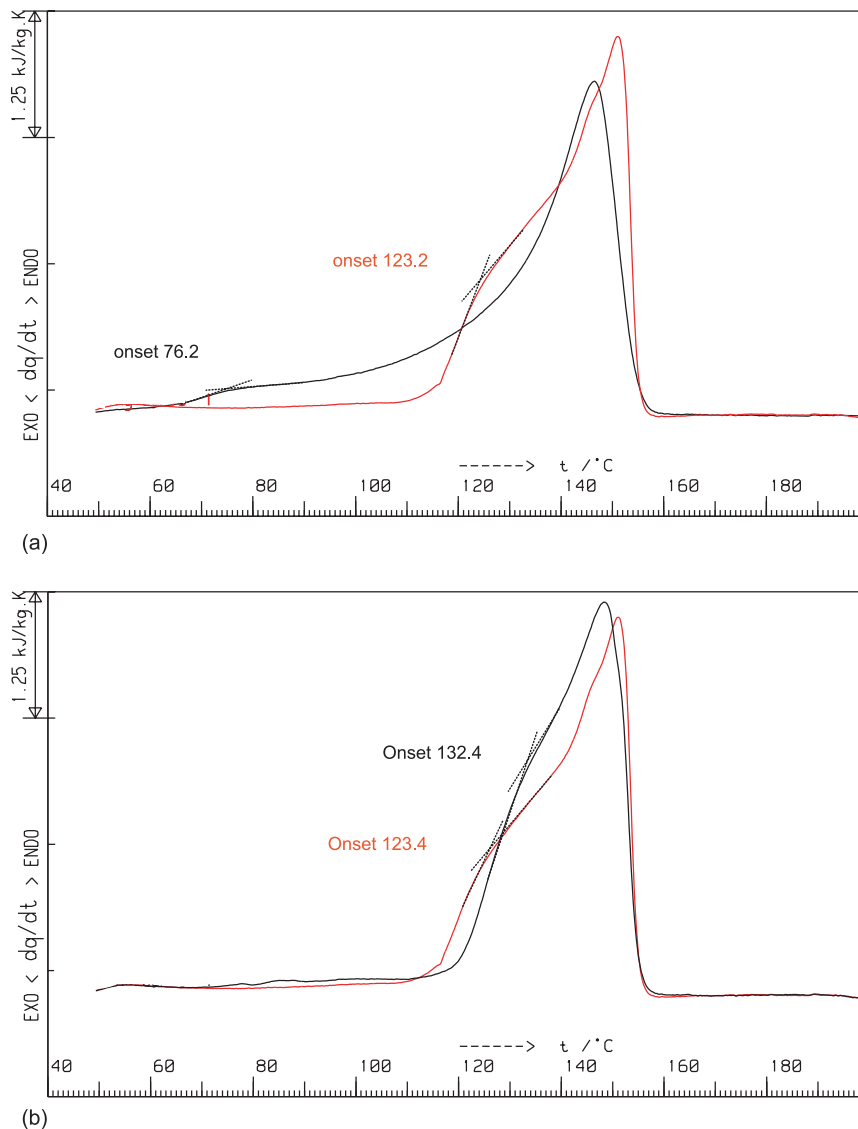 1.25 kJ/kg.K
EXO < dq/dt > ENDO
onset 123.2
onset 76.2
-----> t /°C
40 60 80 100 120 140 160 180
(a)
1.25 kJ/kg.K
EXO < dq/dt > ENDO
Onset 132.4
Onset 123.4
-----> t /°C
40 60 80 100 120 140 160 180
(b)